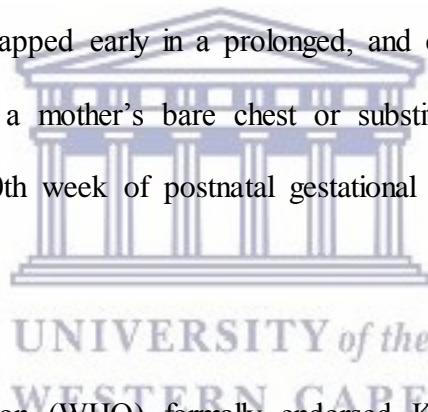 apped early in a prolonged, and
a mother's bare chest or substi
th week of postnatal gestational
UNIVERSITY of the
WESTERN CAPE
on (WHO) formally endorsed K